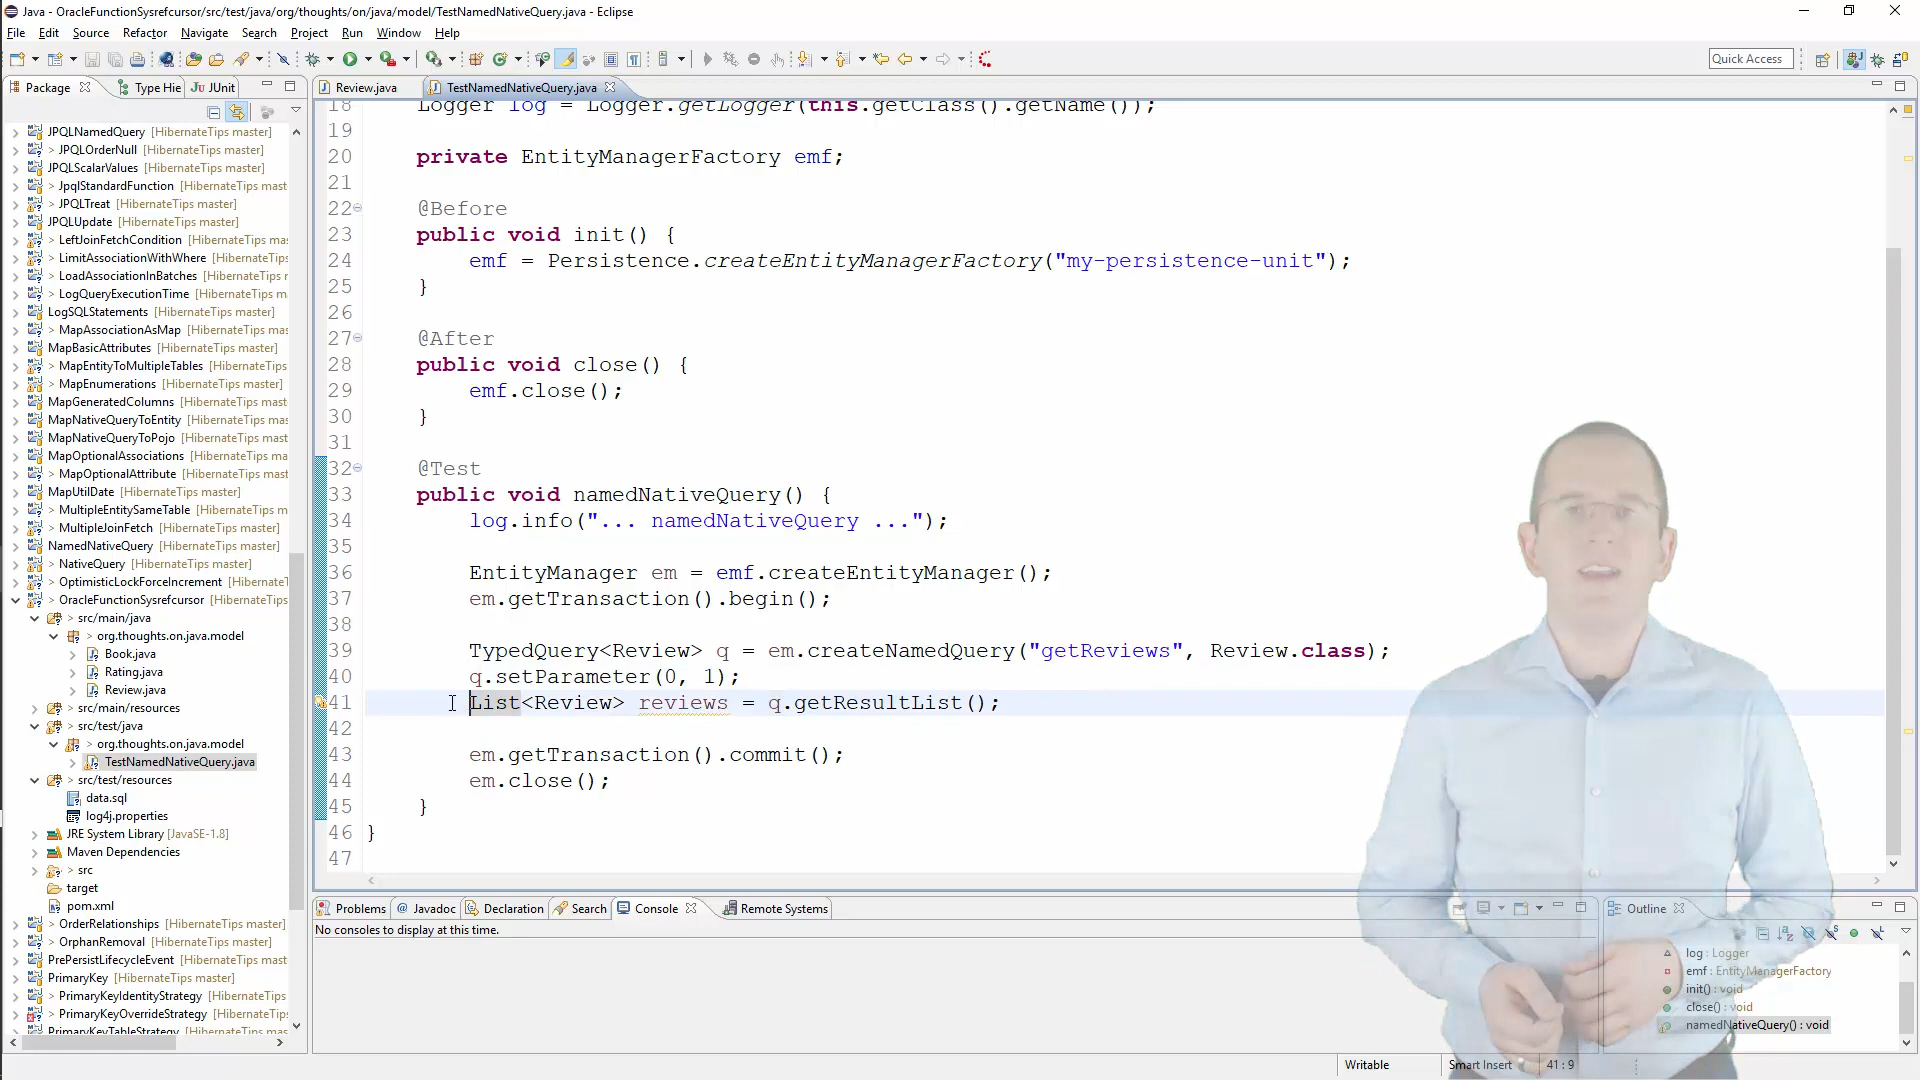 Java - OracleFunctionSysrefcursor/src/test/java/org/thoughts/on/java/model/TestNamedNativeQuery.java - Eclipse
File Edit Source Refactor Navigate Search Project Run Window Help
Quick Access
Package Type Hie JUnit
JPQLNamedQuery [HibernateTips master]
> JPQLOrderNull [HibernateTips master]
JPQLScalarValues [HibernateTips master]
> JpqlStandardFunction [HibernateTips mast
> JPQLTreat [HibernateTips master]
JPQLUpdate [HibernateTips master]
> LeftJoinFetchCondition [HibernateTips mas
> LimitAssociationWithWhere [HibernateTips
> LoadAssociationInBatches [HibernateTips
> LogQueryExecutionTime [HibernateTips mas
LogSQLStatements [HibernateTips master]
> MapAssociationAsMap [HibernateTips mas
MapBasicAttributes [HibernateTips master]
> MapEntityToMultipleTables [HibernateTips
> MapEnumerations [HibernateTips master]
MapGeneratedColumns [HibernateTips mas
MapNativeQueryToEntity [HibernateTips mas
MapNativeQueryToPojo [HibernateTips mast
MapOptionalAssociations [HibernateTips mas
> MapOptionalAttribute [HibernateTips mas
MapUtilDate [HibernateTips master]
> MultipleEntitySameTable [HibernateTips m
> MultipleJoinFetch [HibernateTips master]
NamedNativeQuery [HibernateTips master]
> NativeQuery [HibernateTips master]
> OptimisticLockForceIncrement [HibernateT
> OracleFunctionSysrefcursor [HibernateTips
> src/main/java
> org.thoughts.on.java.model
> Book.java
> Rating.java
> Review.java
> src/main/resources
> src/test/java
> org.thoughts.on.java.model
> TestNamedNativeQuery.java
> src/test/resources
data.sql
log4j.properties
JRE System Library [JavaSE-1.8]
Maven Dependencies
> src
target
pom.xml
> OrderRelationships [HibernateTips master]
> OrphanRemoval [HibernateTips master]
PrePersistLifecycleEvent [HibernateTips mast
PrimaryKey [HibernateTips master]
> PrimaryKeyIdentityStrategy [HibernateTips
> PrimaryKeyOverrideStrategy [HibernateTips
PrimaryKeyTableStrategy [HibernateTips mas
Review.java TestNamedNativeQuery.java
18 Logger log = Logger.getLogger(this.getClass().getName());
19
20 private EntityManagerFactory emf;
21
22 @Before
23 public void init() {
24 emf = Persistence.createEntityManagerFactory("my-persistence-unit");
25 }
26
27 @After
28 public void close() {
29 emf.close();
30 }
31
32 @Test
33 public void namedNativeQuery() {
34 log.info("... namedNativeQuery ...");
35
36 EntityManager em = emf.createEntityManager();
37 em.getTransaction().begin();
38
39 TypedQuery<Review> q = em.createNamedQuery("getReviews", Review.class);
40 q.setParameter(0, 1);
41 List<Review> reviews = q.getResultList();
42
43 em.getTransaction().commit();
44 em.close();
45 }
46 }
47
Problems @ Javadoc Declaration Search Console Remote Systems
No consoles to display at this time.
Outline
log : Logger
emf : EntityManagerFactory
init() : void
close() : void
namedNativeQuery() : void
Writable Smart Insert 41 : 9